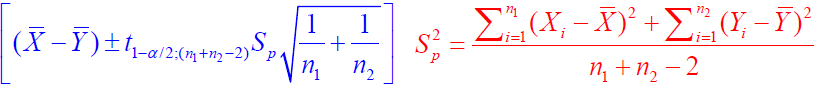 [(X̅ − Y̅) ± t_{1−α/2;(n₁+n₂−2)} S_p √(1/n₁ + 1/n₂)] S_p² = (∑_{i=1}^{n₁}(X_i − X̅)² + ∑_{i=1}^{n₂}(Y_i − Y̅)²) / (n₁ + n₂ − 2)